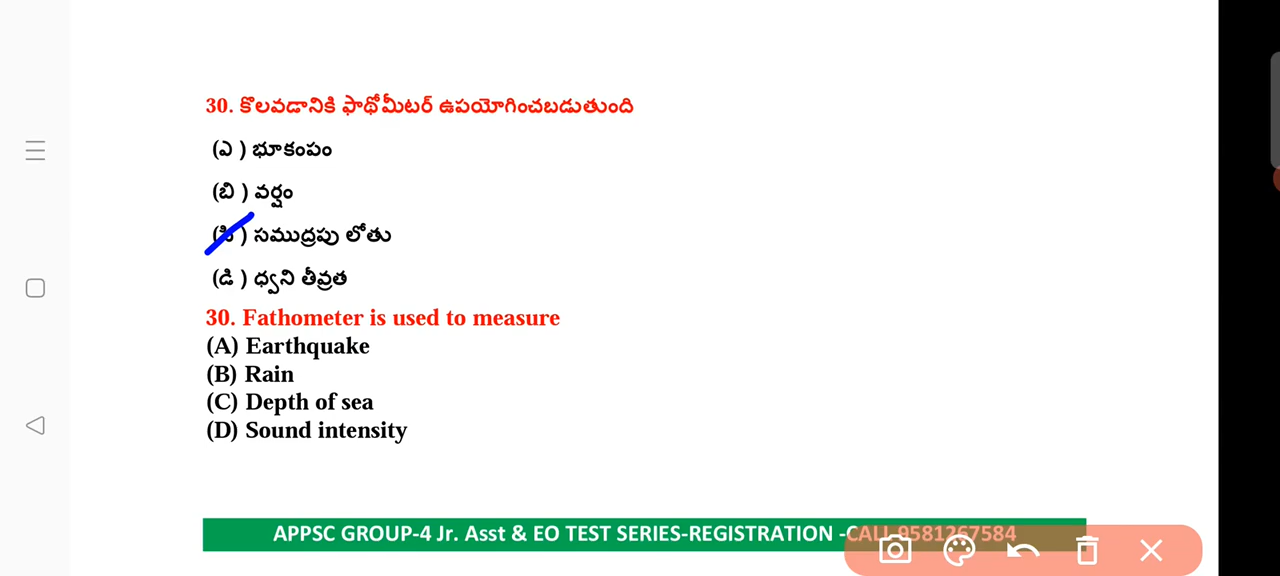 30. కొలవడానికి ఫాథోమీటర్ ఉపయోగించబడుతుంది
(ఎ ) భూకంపం
(బి ) వర్షం
(సి ) సముద్రపు లోతు
(డి ) ధ్వని తీవ్రత
30. Fathometer is used to measure
(A) Earthquake
(B) Rain
(C) Depth of sea
(D) Sound intensity
APPSC GROUP-4 Jr. Asst & EO TEST SERIES-REGISTRATION -CALL 9581267584